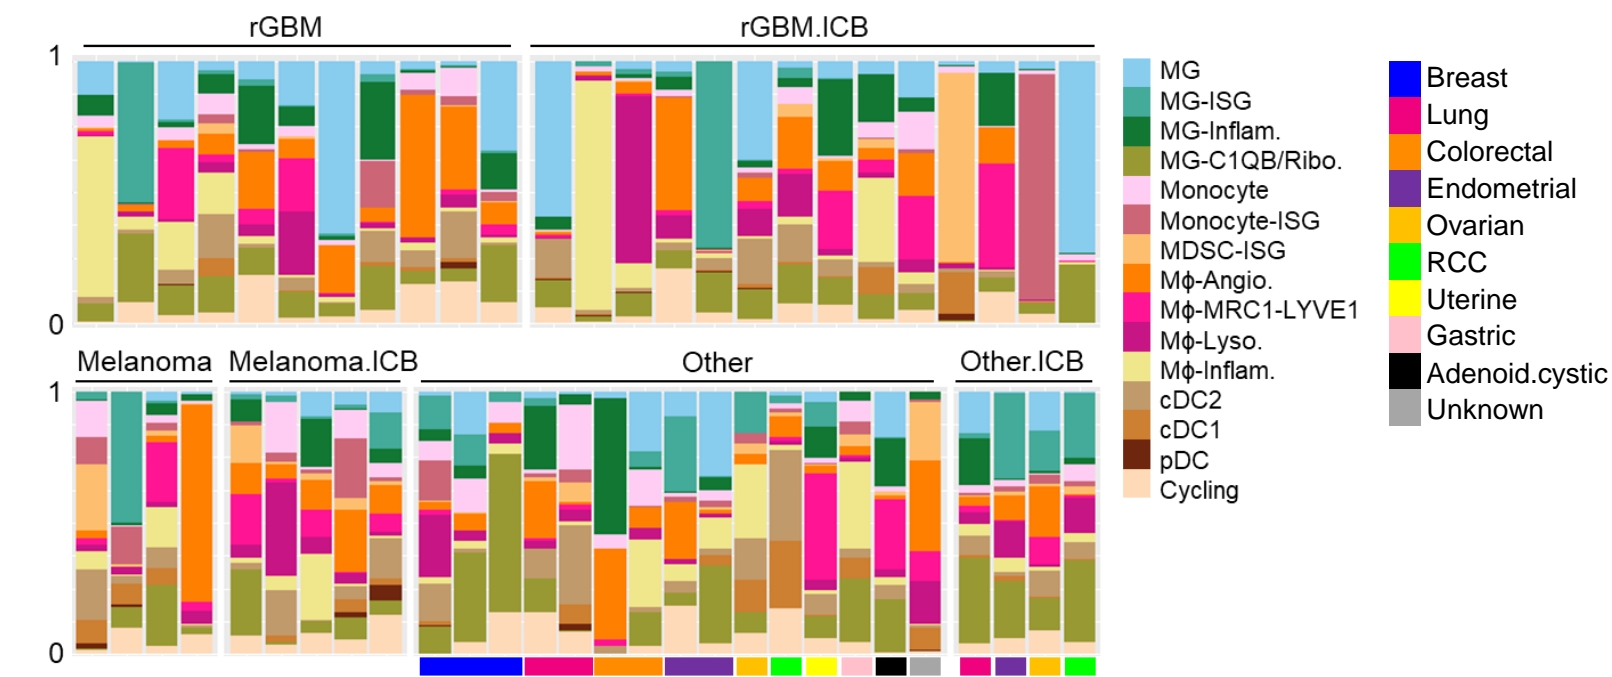 rGBM
rGBM.ICB
1
0
Melanoma
Melanoma.ICB
Other
Other.ICB
1
0
MG
MG-ISG
MG-Inflam.
MG-C1QB/Ribo.
Monocyte
Monocyte-ISG
MDSC-ISG
Mϕ-Angio.
Mϕ-MRC1-LYVE1
Mϕ-Lyso.
Mϕ-Inflam.
cDC2
cDC1
pDC
Cycling
Breast
Lung
Colorectal
Endometrial
Ovarian
RCC
Uterine
Gastric
Adenoid.cystic
Unknown